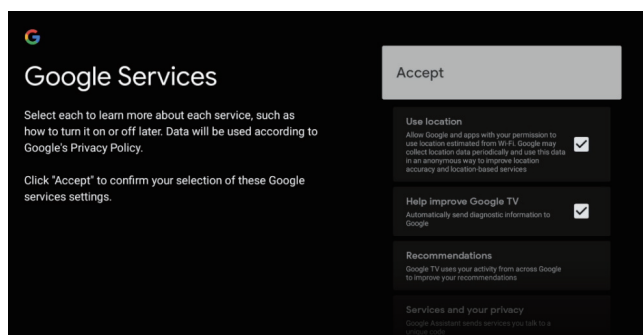 Google Services
Select each to learn more about each service, such as
how to turn it on or off later. Data will be used according to
Google's Privacy Policy.
Click "Accept" to confirm your selection of these Google
services settings.
Accept
Use location
Allow Google and apps with your permission to
use location estimated from Wi-Fi. Google may
collect location data periodically and use this data
in an anonymous way to improve location
accuracy and location-based services
Help improve Google TV
Automatically send diagnostic information to
Google
Recommendations
Google TV uses your activity from across Google
to improve your recommendations
Services and your privacy
Google Assistant sends services you talk to a
unique code